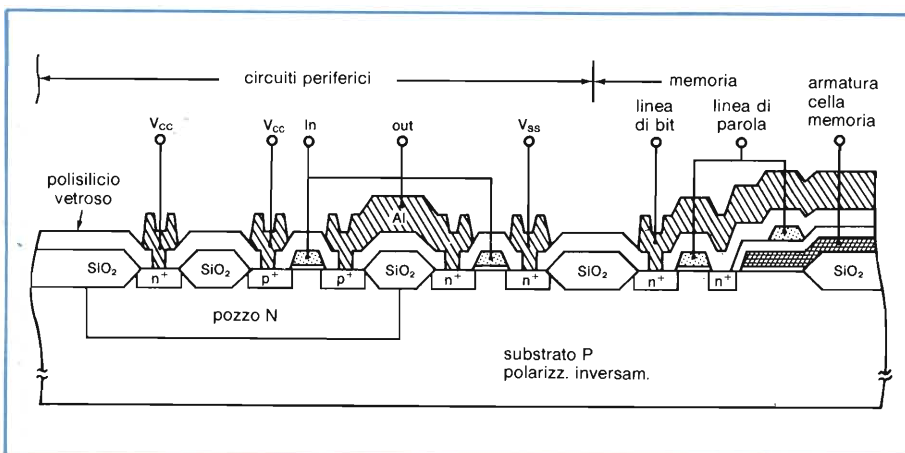 circuiti periferici
memoria
armatura
cella
memoria
linea
di bit
linea di
parola
Vcc
Vcc
In
out
Vss
polisilicio
vetroso
Al
SiO2
n+
SiO2
p+
p+
SiO2
n+
n+
SiO2
n+
n+
SiO2
pozzo N
substrato P
polarizz. inversam.